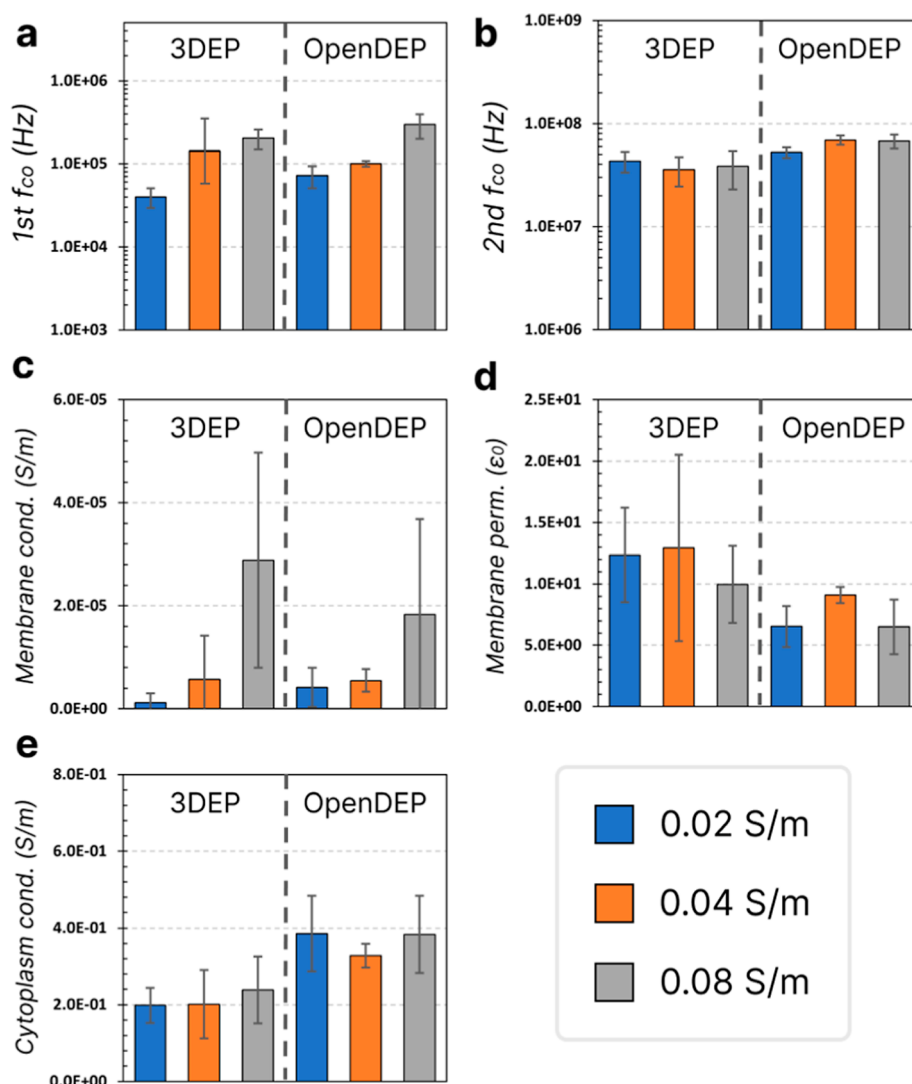 a
3DEP OpenDEP
1st fco (Hz)
1.0E+06
1.0E+05
1.0E+04
1.0E+03
b
3DEP OpenDEP
2nd fco (Hz)
1.0E+09
1.0E+08
1.0E+07
1.0E+06
c
3DEP OpenDEP
Membrane cond. (S/m)
6.0E-05
4.0E-05
2.0E-05
0.0E+00
d
3DEP OpenDEP
Membrane perm. (ε0)
2.5E+01
2.0E+01
1.5E+01
1.0E+01
5.0E+00
0.0E+00
e
3DEP OpenDEP
Cytoplasm cond. (S/m)
8.0E-01
6.0E-01
4.0E-01
2.0E-01
0.0E+00
0.02 S/m
0.04 S/m
0.08 S/m